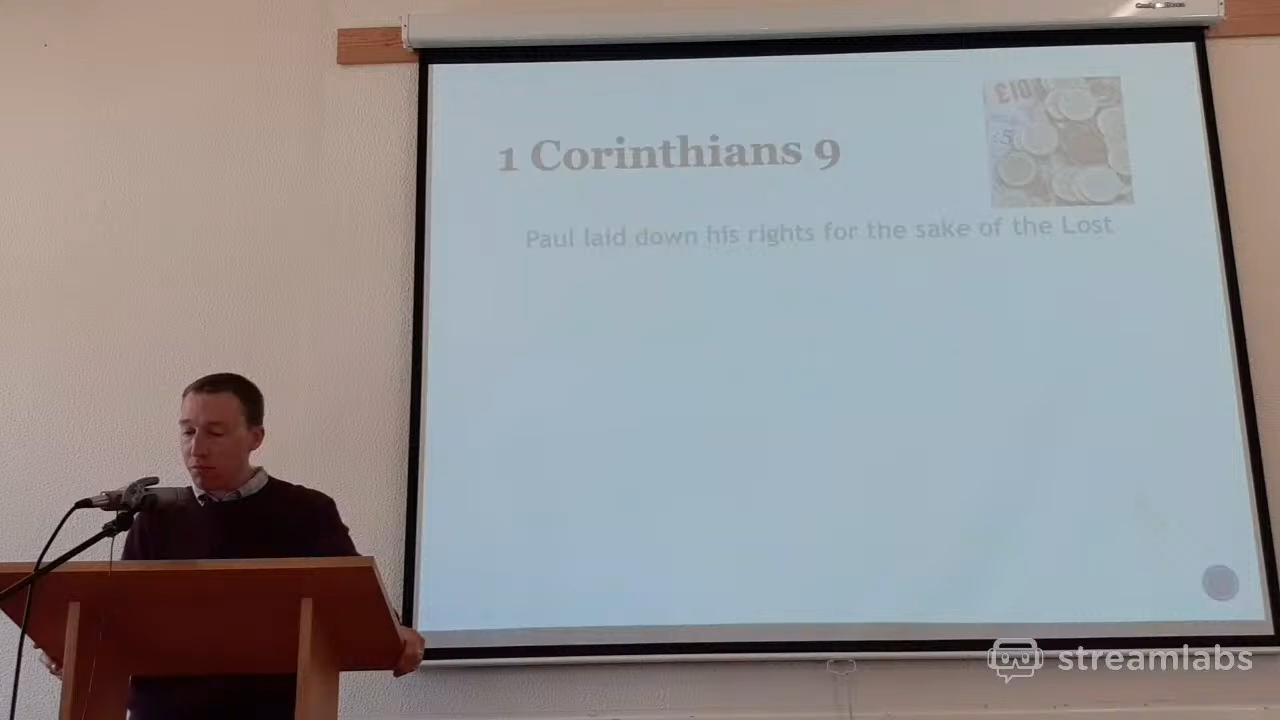 1 Corinthians 9
Paul laid down his rights for the sake of the Lost
streamlabs